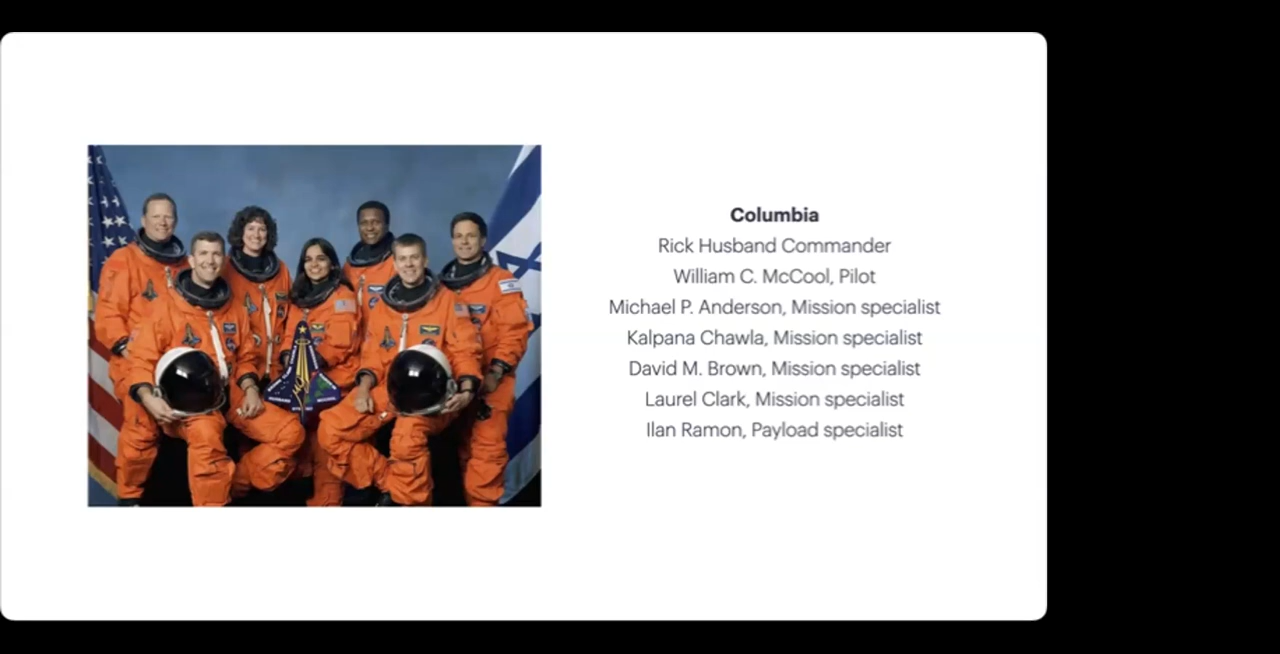 Columbia
Rick Husband Commander
William C. McCool, Pilot
Michael P. Anderson, Mission specialist
Kalpana Chawla, Mission specialist
David M. Brown, Mission specialist
Laurel Clark, Mission specialist
Ilan Ramon, Payload specialist